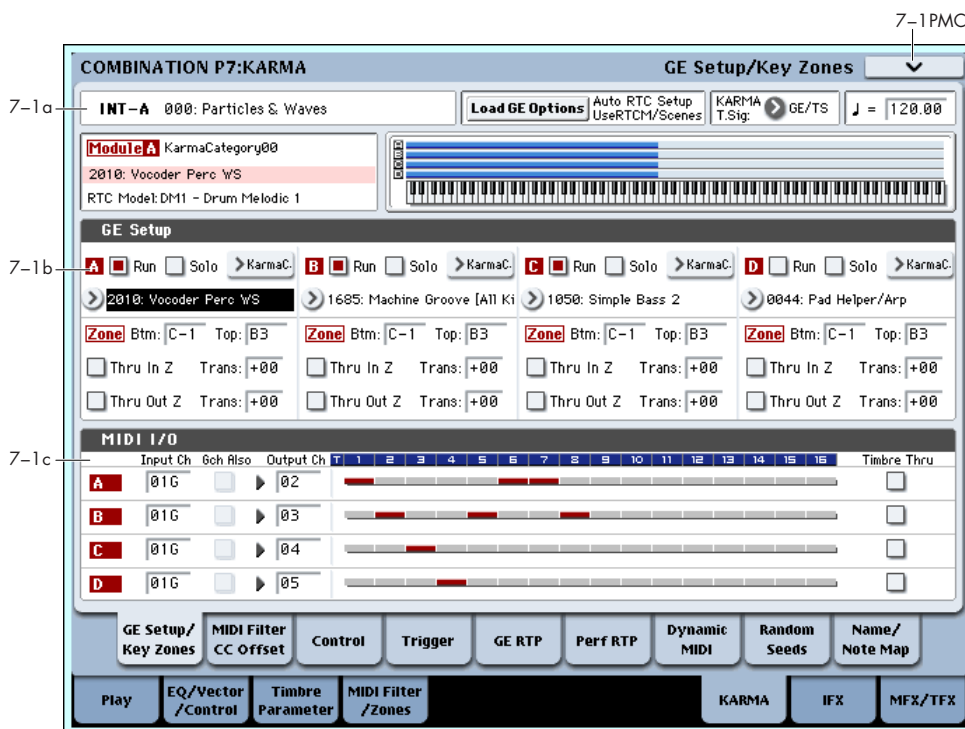 7-1PMC
COMBINATION P7:KARMA GE Setup/Key Zones
7-1a
INT-A 000: Particles & Waves Load GE Options Auto RTC Setup UseRTCM/Scenes KARMA T.Sig: GE/TS ♩ = 120.00
Module A KarmaCategory00
2010: Vocoder Perc WS
RTC Model: DM1 - Drum Melodic 1
A
B
C
D
GE Setup
7-1b
A Run Solo KarmaC. B Run Solo KarmaC. C Run Solo KarmaC. D Run Solo KarmaC.
2010: Vocoder Perc WS 1685: Machine Groove [All Ki 1050: Simple Bass 2 0044: Pad Helper/Arp
Zone Btm: C-1 Top: B3 Zone Btm: C-1 Top: B3 Zone Btm: C-1 Top: B3 Zone Btm: C-1 Top: B3
Thru In Z Trans: +00 Thru In Z Trans: +00 Thru In Z Trans: +00 Thru In Z Trans: +00
Thru Out Z Trans: +00 Thru Out Z Trans: +00 Thru Out Z Trans: +00 Thru Out Z Trans: +00
MIDI I/O
7-1c
Input Ch Gch Also Output Ch T 1 2 3 4 5 6 7 8 9 10 11 12 13 14 15 16 Timbre Thru
A 01G 02
B 01G 03
C 01G 04
D 01G 05
GE Setup/ Key Zones MIDI Filter CC Offset Control Trigger GE RTP Perf RTP Dynamic MIDI Random Seeds Name/ Note Map
Play EQ/Vector /Control Timbre Parameter MIDI Filter /Zones KARMA IFX MFX/TFX